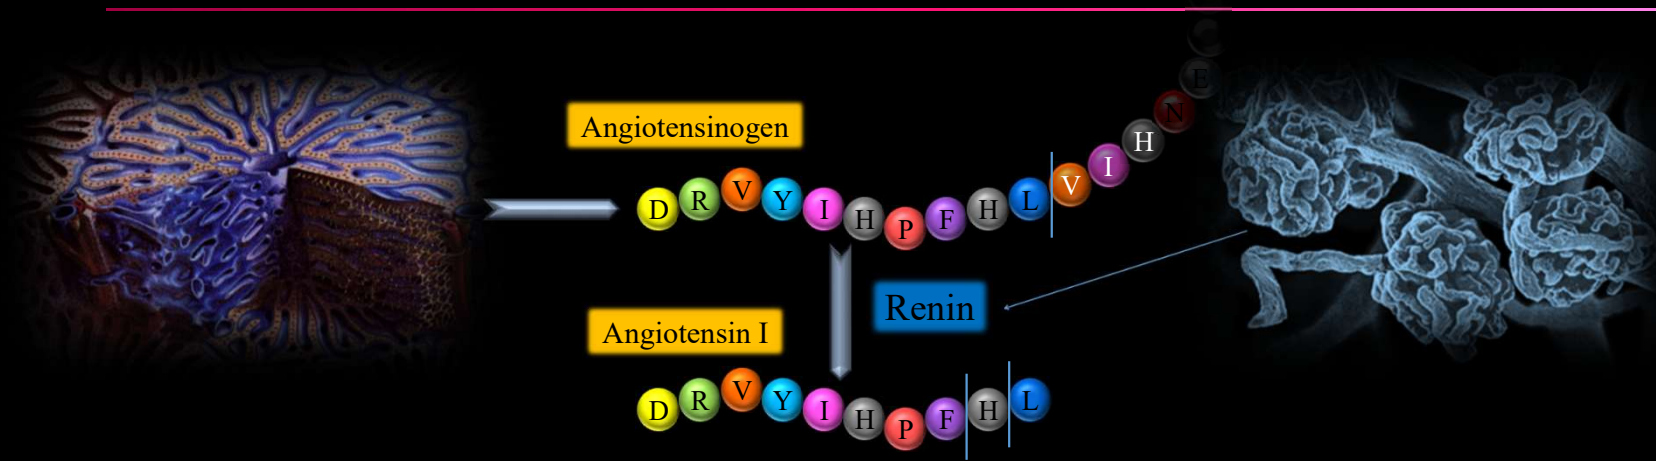 Angiotensinogen
D R V Y I H P F H L V I H N E
Renin
Angiotensin I
D R V Y I H P F H L